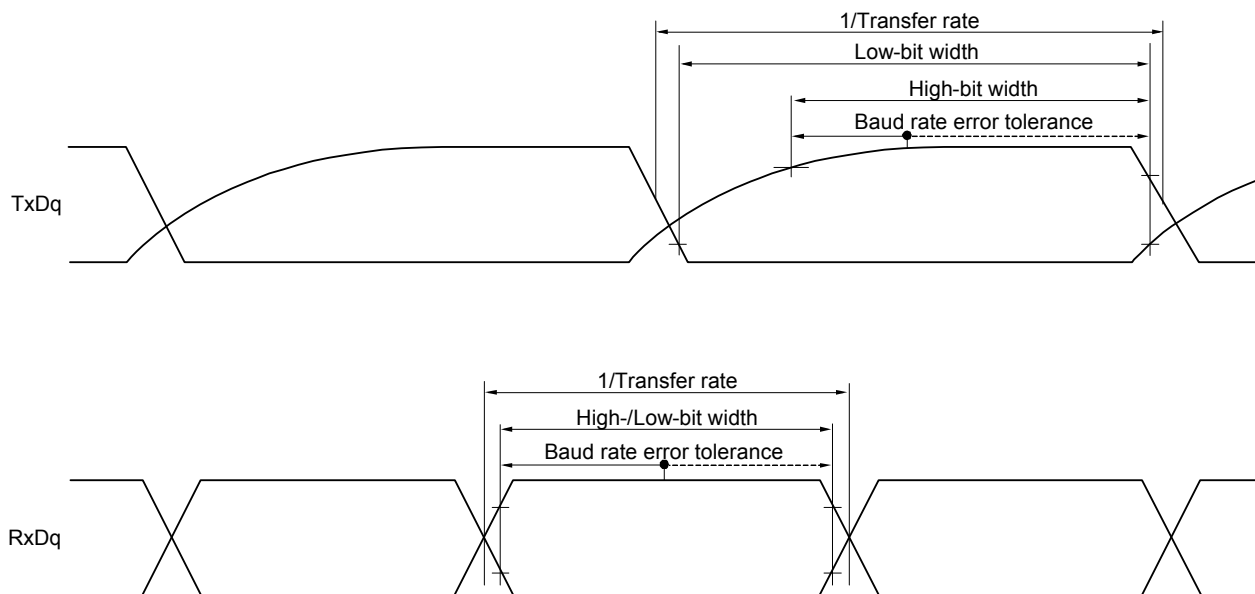 1/Transfer rate
Low-bit width
High-bit width
Baud rate error tolerance
TxDq
1/Transfer rate
High-/Low-bit width
Baud rate error tolerance
RxDq